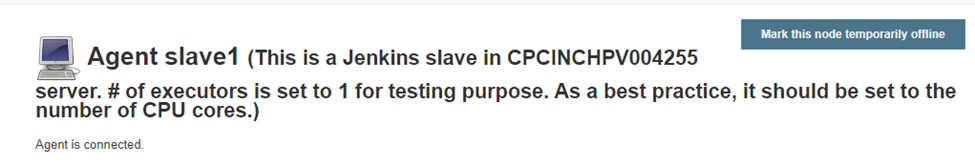 Mark this node temporarily offline
Agent slave1 (This is a Jenkins slave in CPCINCHPV004255
server. # of executors is set to 1 for testing purpose. As a best practice, it should be set to the
number of CPU cores.)
Agent is connected.